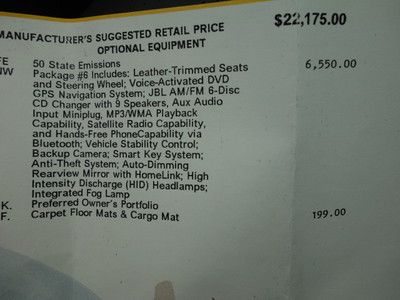 MANUFACTURER'S SUGGESTED RETAIL PRICE $22,175.00
OPTIONAL EQUIPMENT
FE 50 State Emissions
NW Package #6 Includes: Leather-Trimmed Seats 6,550.00
and Steering Wheel; Voice-Activated DVD
GPS Navigation System; JBL AM/FM 6-Disc
CD Changer with 9 Speakers, Aux Audio
Input Miniplug, MP3/WMA Playback
Capability, Satellite Radio Capability,
and Hands-Free PhoneCapability via
Bluetooth; Vehicle Stability Control;
Backup Camera; Smart Key System;
Anti-Theft System; Auto-Dimming
Rearview Mirror with HomeLink; High
Intensity Discharge (HID) Headlamps;
Integrated Fog Lamp
K. Preferred Owner's Portfolio
F. Carpet Floor Mats & Cargo Mat 199.00